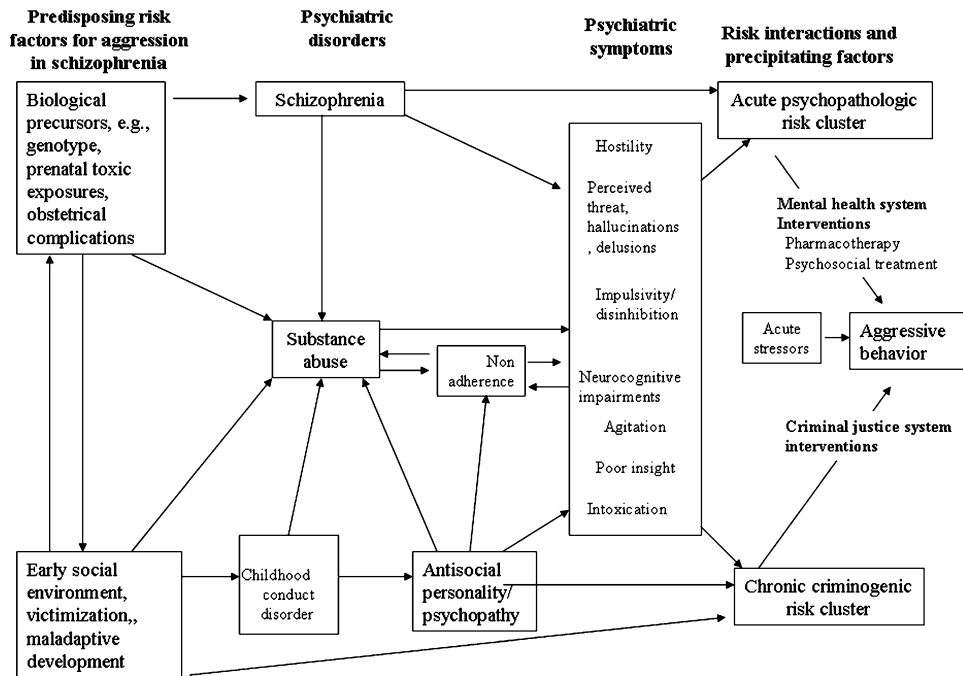 Predisposing risk
factors for aggression
in schizophrenia
Psychiatric
disorders
Psychiatric
symptoms
Risk interactions and
precipitating factors
Biological
precursors, e.g.,
genotype,
prenatal toxic
exposures,
obstetrical
complications
Schizophrenia
Acute psychopathologic
risk cluster
Hostility
Perceived
threat,
hallucinations
, delusions
Impulsivity/
disinhibition
Neurocognitive
impairments
Agitation
Poor insight
Intoxication
Mental health system
Interventions
Pharmacotherapy
Psychosocial treatment
Substance
abuse
Non
adherence
Acute
stressors
Aggressive
behavior
Criminal justice system
interventions
Early social
environment,
victimization,,
maladaptive
development
Childhood
conduct
disorder
Antisocial
personality/
psychopathy
Chronic criminogenic
risk cluster